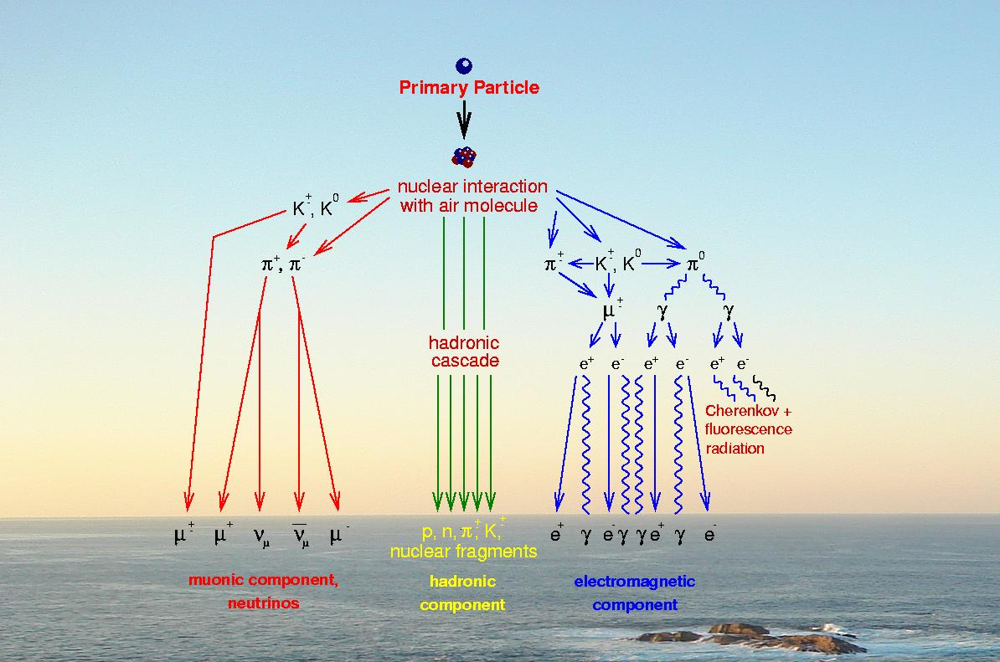 Primary Particle
nuclear interaction
with air molecule
K±, K⁰
π⁺, π⁻
π± K±, K⁰ π⁰
μ± γ γ
hadronic
cascade
e⁺ e⁻ e⁺ e⁻ e⁺ e⁻
Cherenkov +
fluorescence
radiation
μ± μ⁺ νμ ν̅μ μ⁻
p, n, π±, K±,
nuclear fragments
e⁺ γ e⁻ γ γ e⁺ γ e⁻
muonic component,
neutrinos
hadronic
component
electromagnetic
component